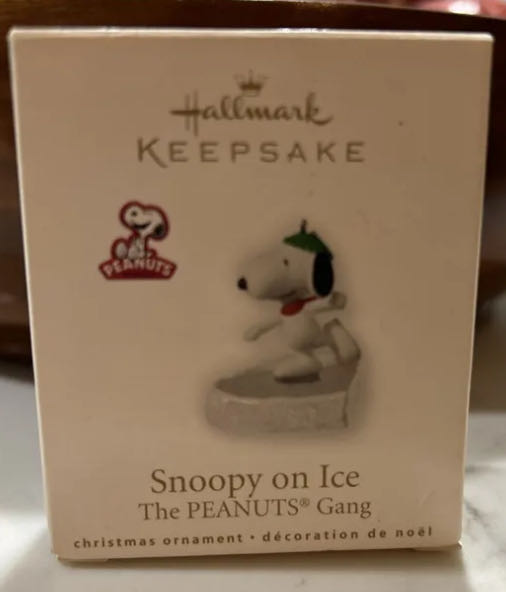 Hallmark
KEEPSAKE
PEANUTS
Snoopy on Ice
The PEANUTS® Gang
christmas ornament • décoration de noël